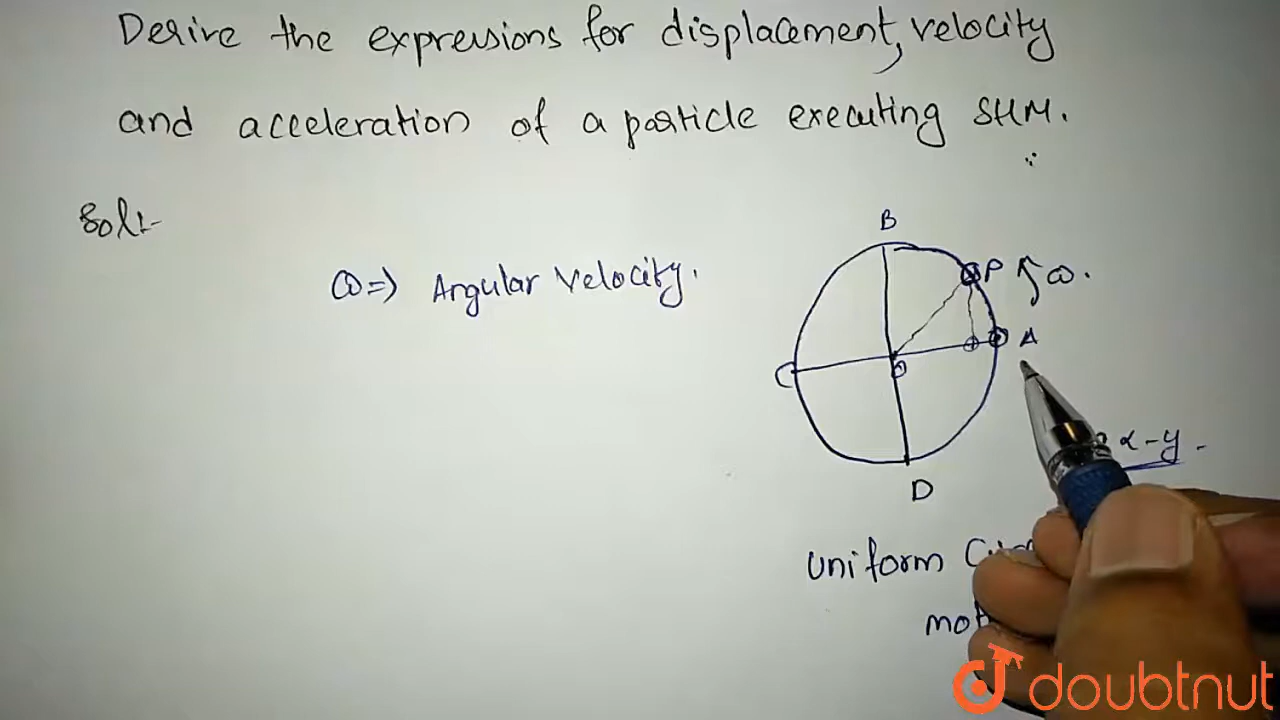 Derive the expressions for displacement, velocity
and acceleration of a particle executing SHM.
Sol:-
B
ω => Angular Velocity.
P ω.
A
O
C
x-y.
D
uniform
doubtnut